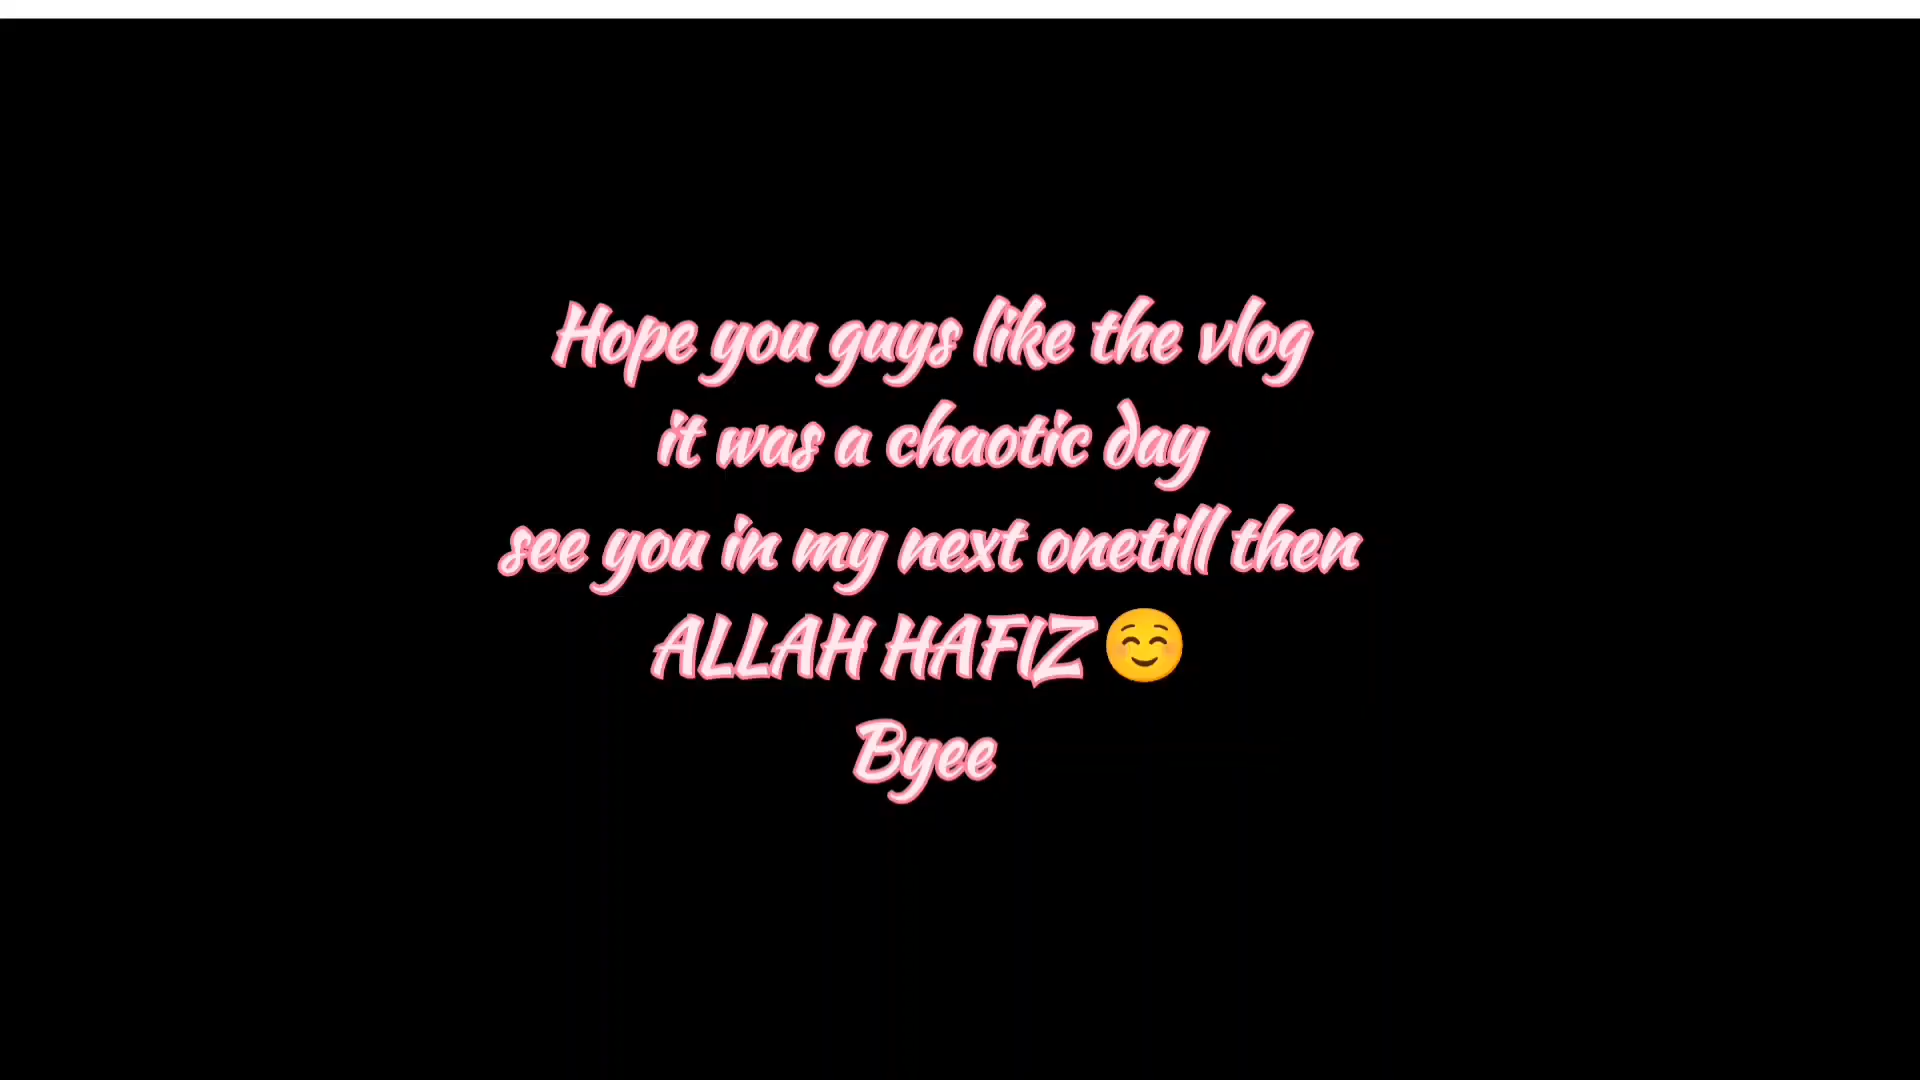 Hope you guys like the vlog
it was a chaotic day
see you in my next onetill then
ALLAH HAFIZ ☺️
Byee